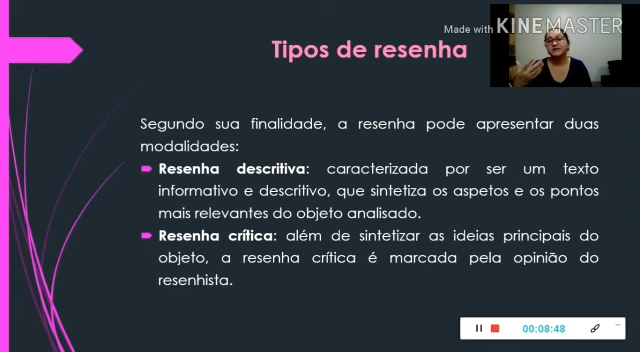 Made with KINEMASTER
Tipos de resenha
Segundo sua finalidade, a resenha pode apresentar duas
modalidades:
Resenha descritiva: caracterizada por ser um texto
informativo e descritivo, que sintetiza os aspetos e os pontos
mais relevantes do objeto analisado.
Resenha crítica: além de sintetizar as ideias principais do
objeto, a resenha crítica é marcada pela opinião do
resenhista.
00:08:48